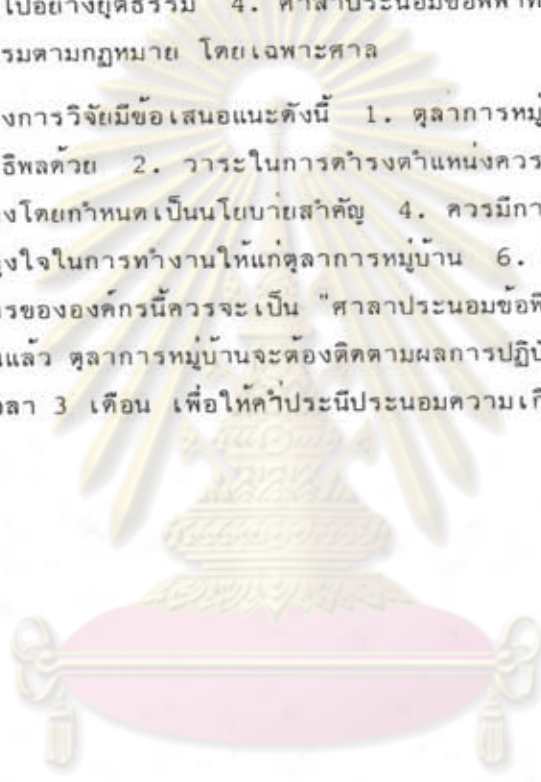 ไปอย่างยุติธรรม 4. ศาลาประนอมข้อพิพาท
รมตามกฎหมาย โดยเฉพาะศาล
งการวิจัยมีข้อเสนอแนะดังนี้ 1. ตุลาการหมู่
ธิพลด้วย 2. วาระในการดำรงตำแหน่งควร
งโดยกำหนดเป็นนโยบายสำคัญ 4. ควรมีกา
ูงใจในการทำงานให้แก่ตุลาการหมู่บ้าน 6.
รขององค์กรนี้ควรจะเป็น "ศาลาประนอมข้อพิ
นแล้ว ตุลาการหมู่บ้านจะต้องติดตามผลการปฏิบั
วลา 3 เดือน เพื่อให้คำประนีประนอมความเกิ